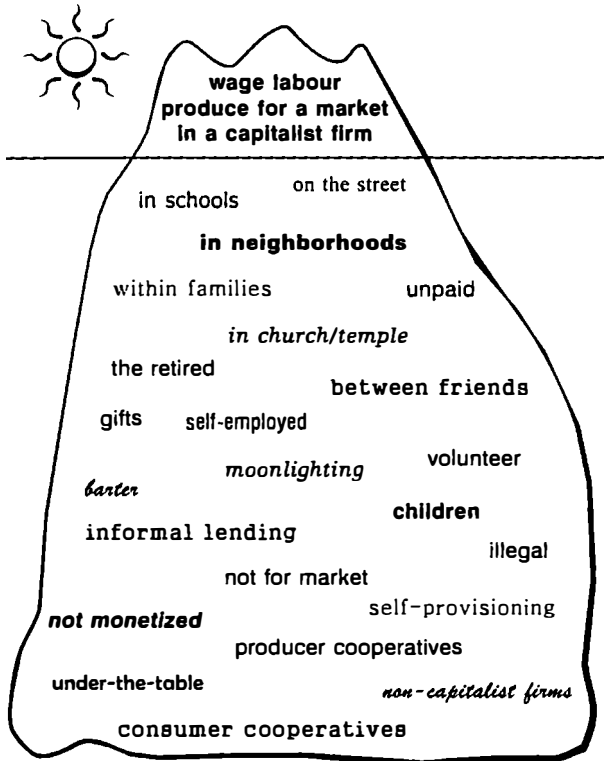 wage labour
produce for a market
in a capitalist firm
in schools
on the street
in neighborhoods
within families
unpaid
in church/temple
the retired
between friends
gifts
self-employed
moonlighting
volunteer
barter
children
informal lending
illegal
not for market
self-provisioning
not monetized
producer cooperatives
under-the-table
non-capitalist firms
consumer cooperatives